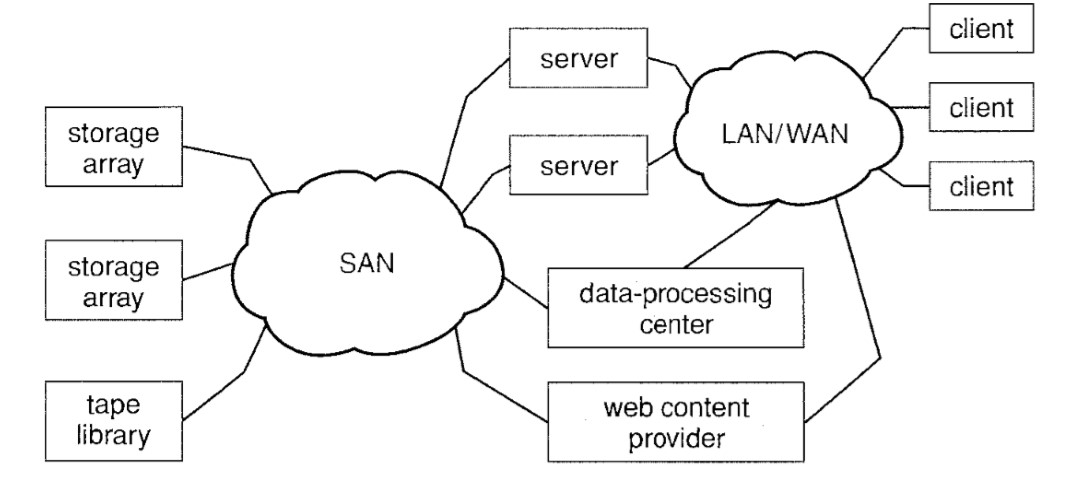 client
server
storage
array
client
LAN/WAN
server
client
SAN
storage
array
data-processing
center
tape
library
web content
provider